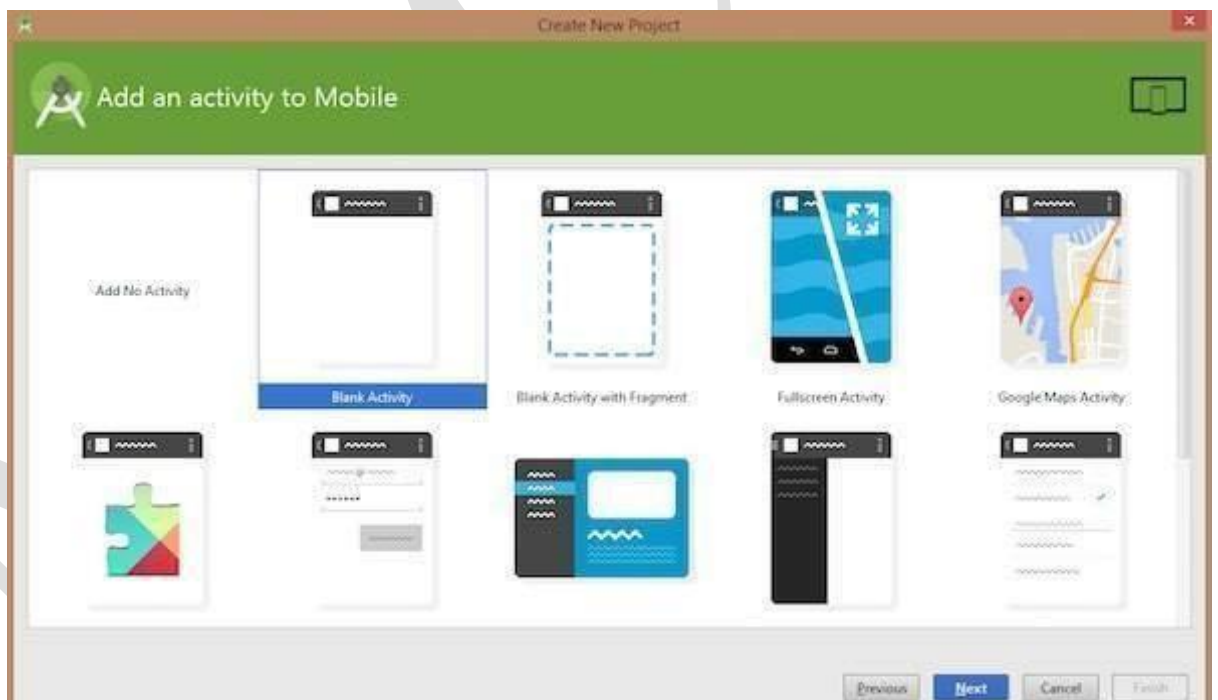 Create New Project
Add an activity to Mobile
Add No Activity
Blank Activity
Blank Activity with Fragment
Fullscreen Activity
Google Maps Activity
Previous
Next
Cancel
Finish